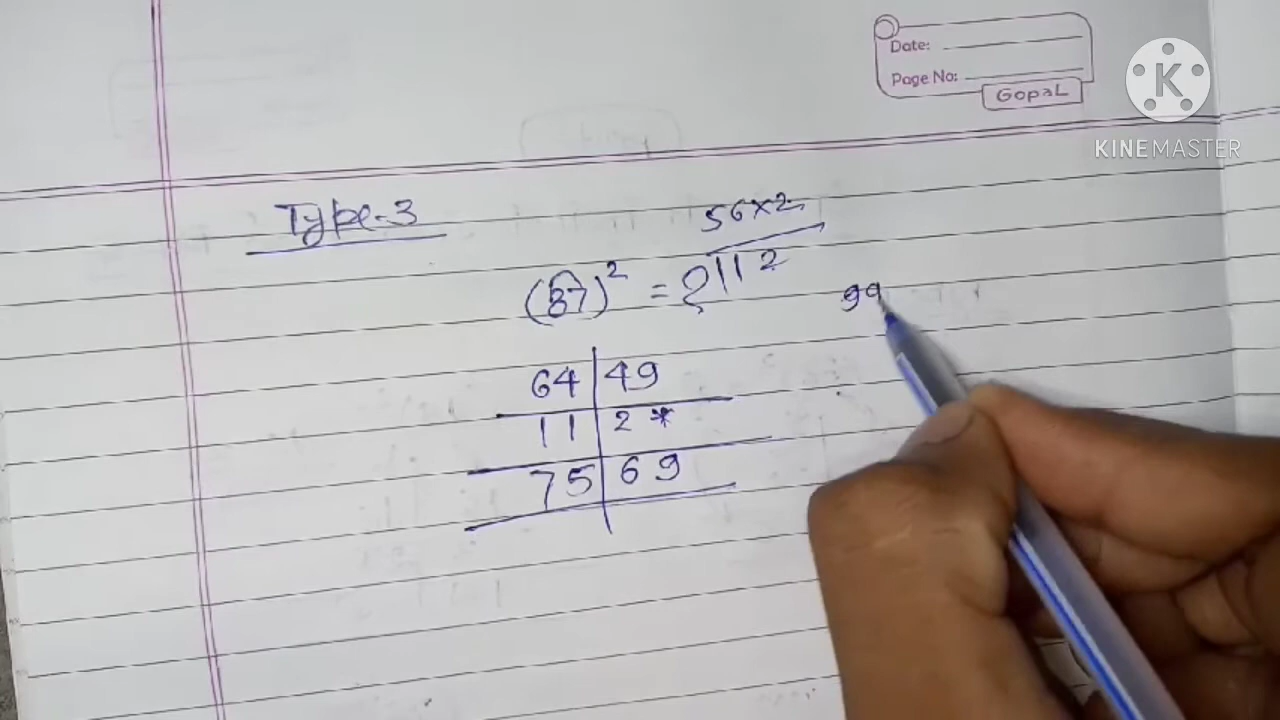 Date:
Page No:
GopaL
KINEMASTER
Type-3
56×2
(87)² = 112
99
64 | 49
11 | 2 *
75 | 69